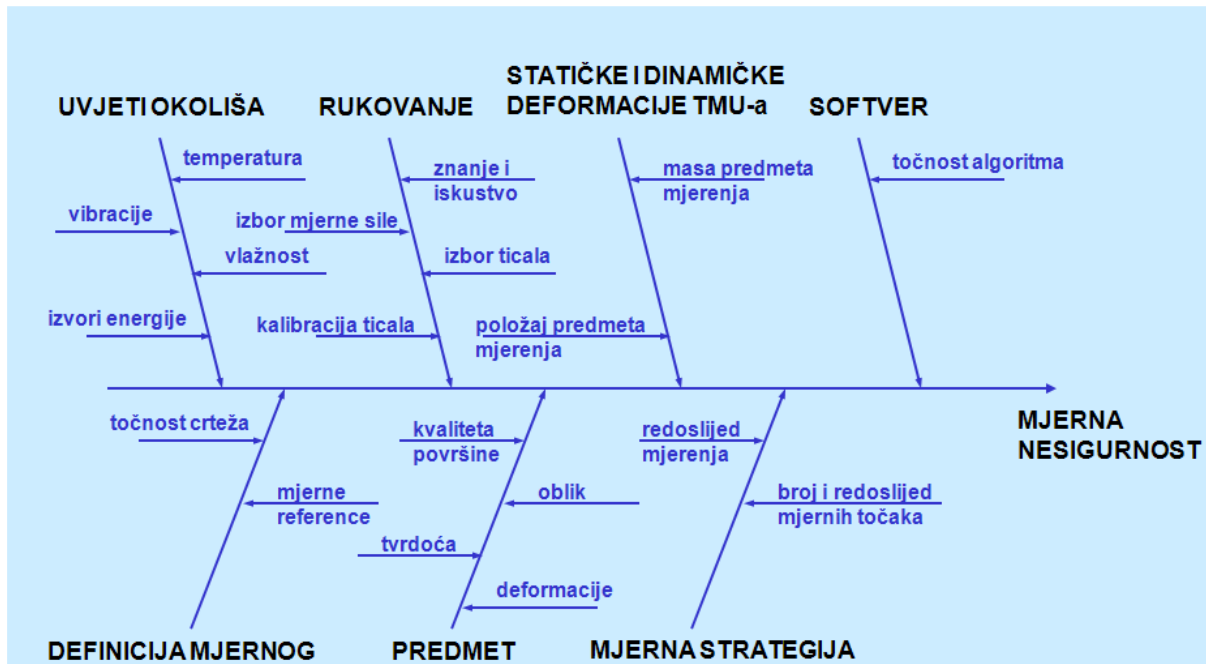 STATIČKE I DINAMIČKE
DEFORMACIJE TMU-a
UVJETI OKOLIŠA
RUKOVANJE
SOFTVER
temperatura
vibracije
vlažnost
izvori energije
znanje i
iskustvo
izbor mjerne sile
izbor ticala
kalibracija ticala
masa predmeta
mjerenja
položaj predmeta
mjerenja
točnost algoritma
MJERNA
NESIGURNOST
točnost crteža
mjerne
reference
kvaliteta
površine
oblik
tvrdoća
deformacije
redoslijed
mjerenja
broj i redoslijed
mjernih točaka
DEFINICIJA MJERNOG
PREDMET
MJERNA STRATEGIJA